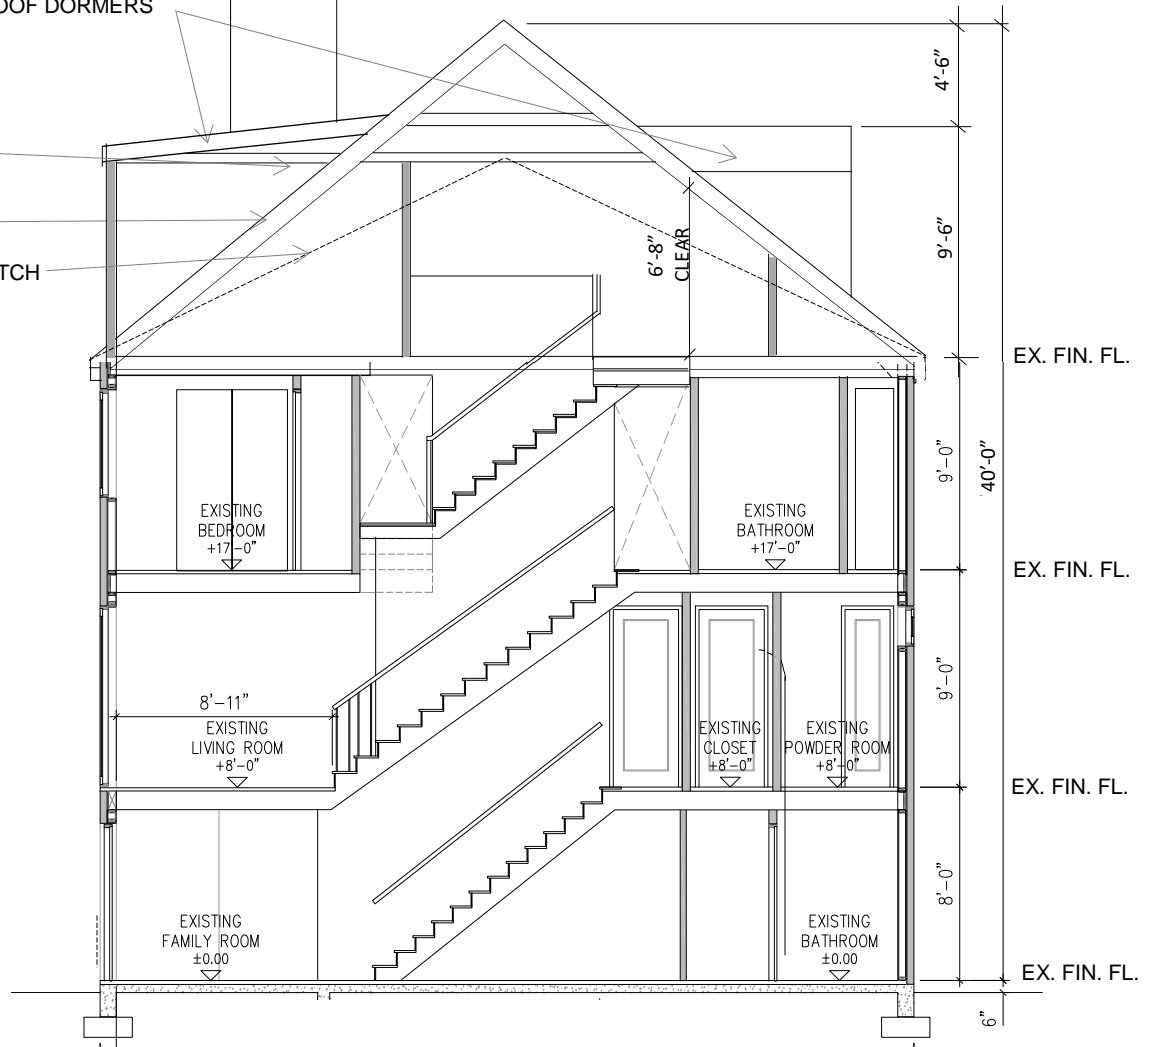 OOF DORMERS
4'-6"
9'-6"
6'-8"
CLEAR
TCH
EX. FIN. FL.
9'-0"
40'-0"
EXISTING
BEDROOM
+17'-0"
EXISTING
BATHROOM
+17'-0"
EX. FIN. FL.
8'-11"
9'-0"
EXISTING
LIVING ROOM
+8'-0"
EXISTING
CLOSET
+8'-0"
EXISTING
POWDER ROOM
+8'-0"
EX. FIN. FL.
8'-0"
EXISTING
FAMILY ROOM
±0.00
EXISTING
BATHROOM
±0.00
EX. FIN. FL.
6"